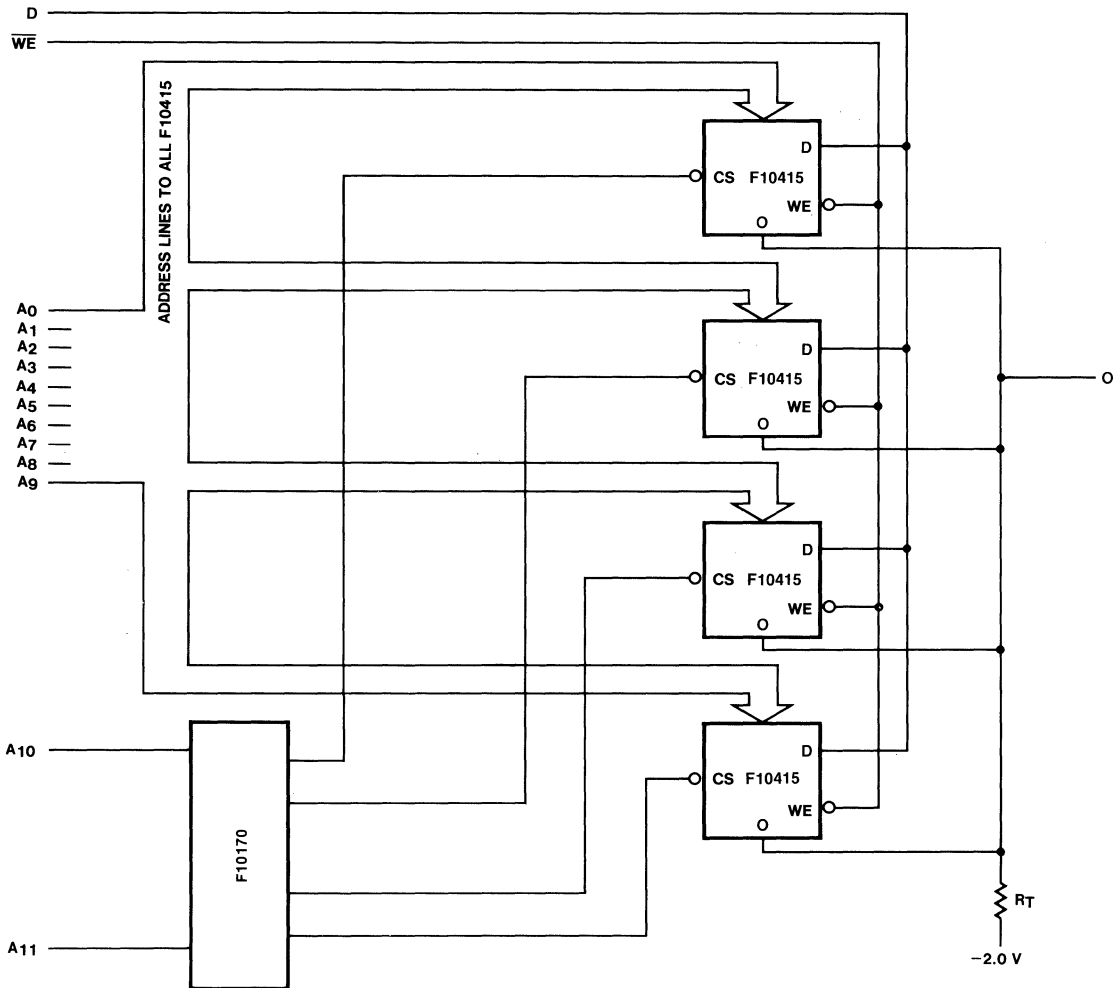 D
WE
ADDRESS LINES TO ALL F10415
D
CS F10415
WE
O
A0
A1
A2
A3
A4
A5
A6
A7
A8
A9
D
CS F10415
WE
O
O
D
CS F10415
WE
O
A10
A11
F10170
D
CS F10415
WE
O
RT
−2.0 V